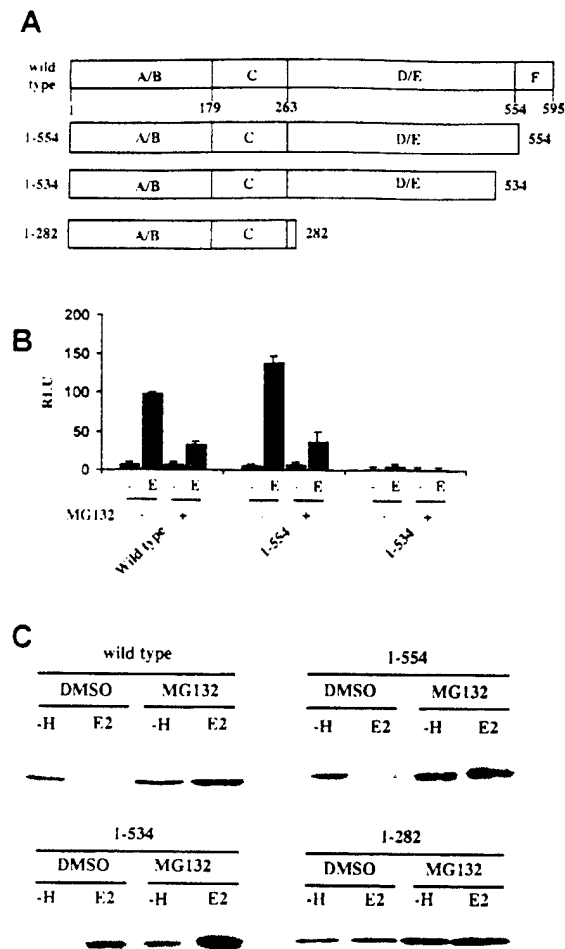 A
wild type A/B C D/E F
1 179 263 554 595
1-554 A/B C D/E 554
1-534 A/B C D/E 534
1-282 A/B C 282
B
200
150
100
50
0
RLU
- E - E - E - E - E - E
MG132 - + - + - +
Wild type 1-554 1-534
C
wild type 1-554
DMSO MG132 DMSO MG132
-H E2 -H E2 -H E2 -H E2
1-534 1-282
DMSO MG132 DMSO MG132
-H E2 -H E2 -H E2 -H E2